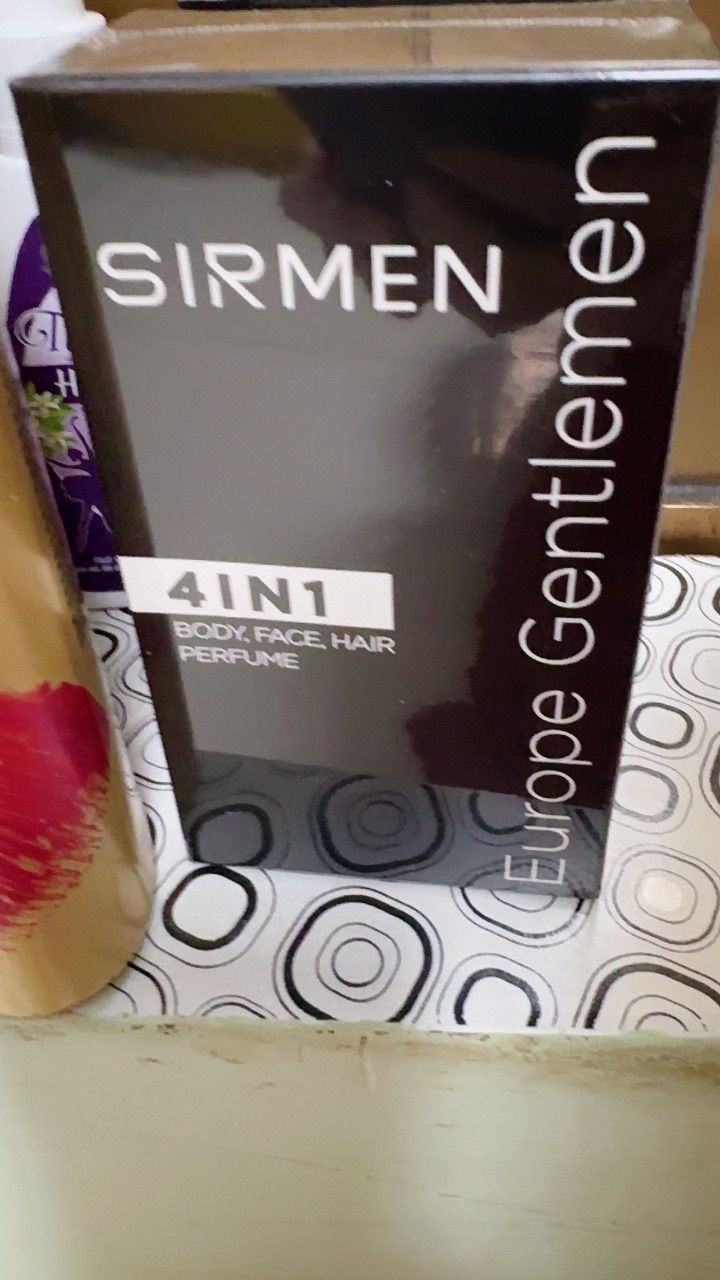 SIRMEN
4IN1
BODY, FACE, HAIR
PERFUME
Europe Gentlemen